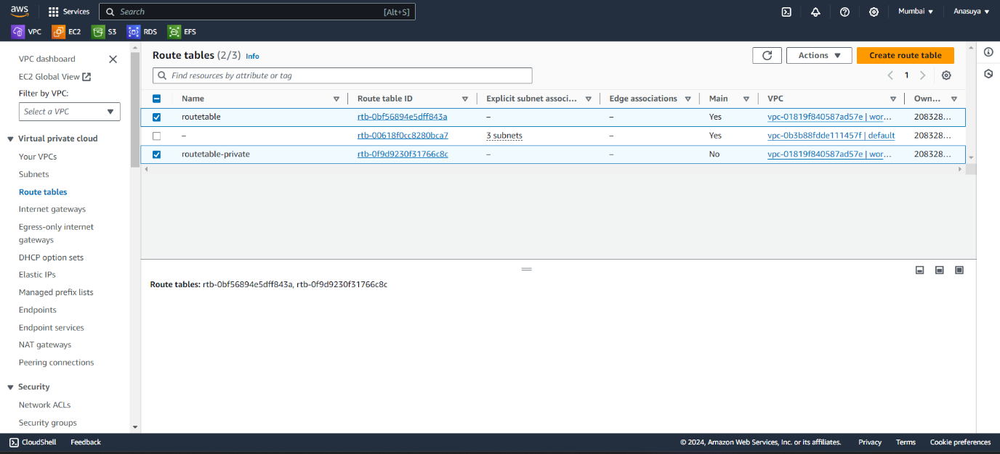 aws Services Search [Alt+S] Mumbai ▼ Anasuya ▼
VPC EC2 S3 RDS EFS
VPC dashboard
EC2 Global View
Filter by VPC:
Select a VPC
Virtual private cloud
Your VPCs
Subnets
Route tables
Internet gateways
Egress-only internet
gateways
DHCP option sets
Elastic IPs
Managed prefix lists
Endpoints
Endpoint services
NAT gateways
Peering connections
Security
Network ACLs
Security groups
Route tables (2/3) Info Actions ▼ Create route table
Find resources by attribute or tag 1
Name Route table ID Explicit subnet associ... Edge associations Main VPC Own...
routetable rtb-0bf56894e5dff843a – – Yes vpc-01819f840587ad57e | wor... 208328...
– rtb-00618f0cc8280bca7 3 subnets – Yes vpc-0b3b88fdde111457f | default 208328...
routetable-private rtb-0f9d9230f31766c8c – – No vpc-01819f840587ad57e | wor... 208328...
Route tables: rtb-0bf56894e5dff843a, rtb-0f9d9230f31766c8c
CloudShell Feedback © 2024, Amazon Web Services, Inc. or its affiliates. Privacy Terms Cookie preferences